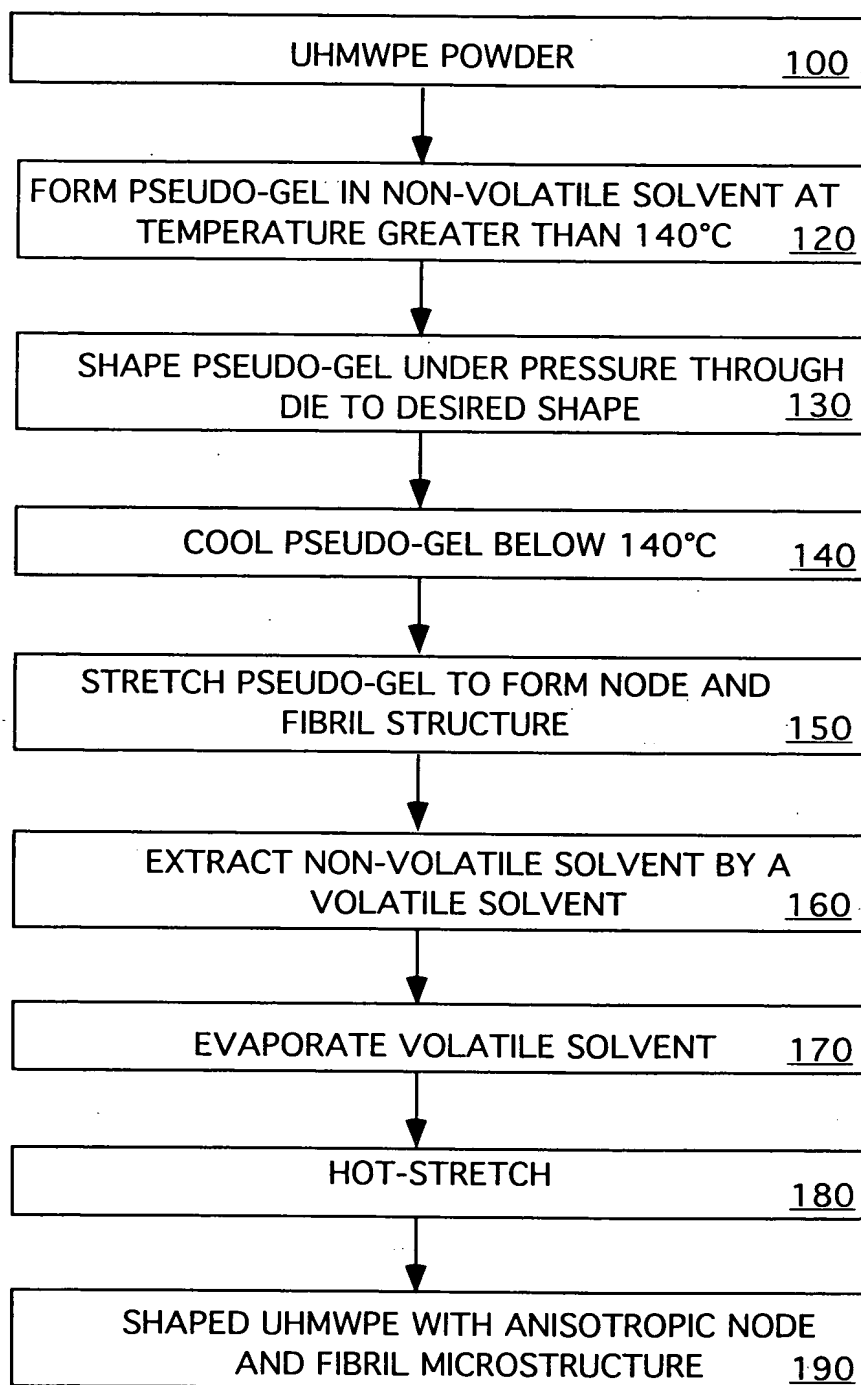 UHMWPE POWDER 100
FORM PSEUDO-GEL IN NON-VOLATILE SOLVENT AT
TEMPERATURE GREATER THAN 140°C 120
SHAPE PSEUDO-GEL UNDER PRESSURE THROUGH
DIE TO DESIRED SHAPE 130
COOL PSEUDO-GEL BELOW 140°C 140
STRETCH PSEUDO-GEL TO FORM NODE AND
FIBRIL STRUCTURE 150
EXTRACT NON-VOLATILE SOLVENT BY A
VOLATILE SOLVENT 160
EVAPORATE VOLATILE SOLVENT 170
HOT-STRETCH 180
SHAPED UHMWPE WITH ANISOTROPIC NODE
AND FIBRIL MICROSTRUCTURE 190